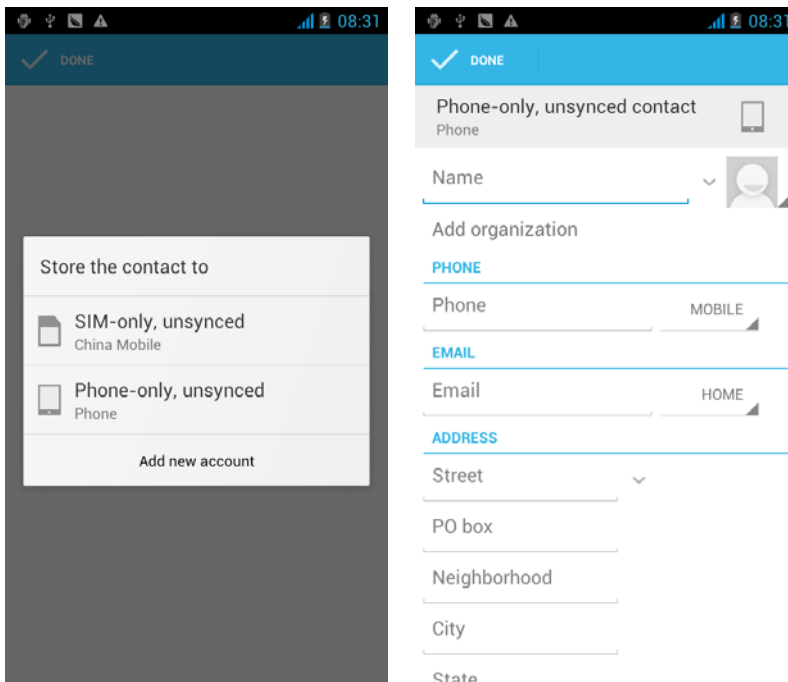 08:31
DONE
Store the contact to
SIM-only, unsynced
China Mobile
Phone-only, unsynced
Phone
Add new account
08:31
DONE
Phone-only, unsynced contact
Phone
Name
Add organization
PHONE
Phone MOBILE
EMAIL
Email HOME
ADDRESS
Street
PO box
Neighborhood
City
State